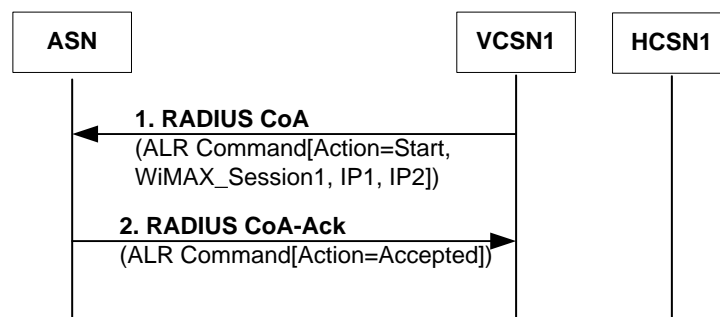 ASN
VCSN1
HCSN1
1. RADIUS CoA
(ALR Command[Action=Start,
WiMAX_Session1, IP1, IP2])
2. RADIUS CoA-Ack
(ALR Command[Action=Accepted])